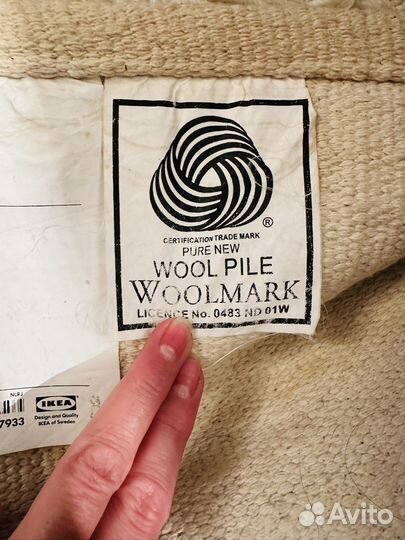 ®
CERTIFICATION TRADE MARK
PURE NEW
WOOL PILE
WOOLMARK
LICENCE No. 0483 ND 01W
NLRJ
7933
IKEA
®
Design and Quality
IKEA of Sweden
Avito